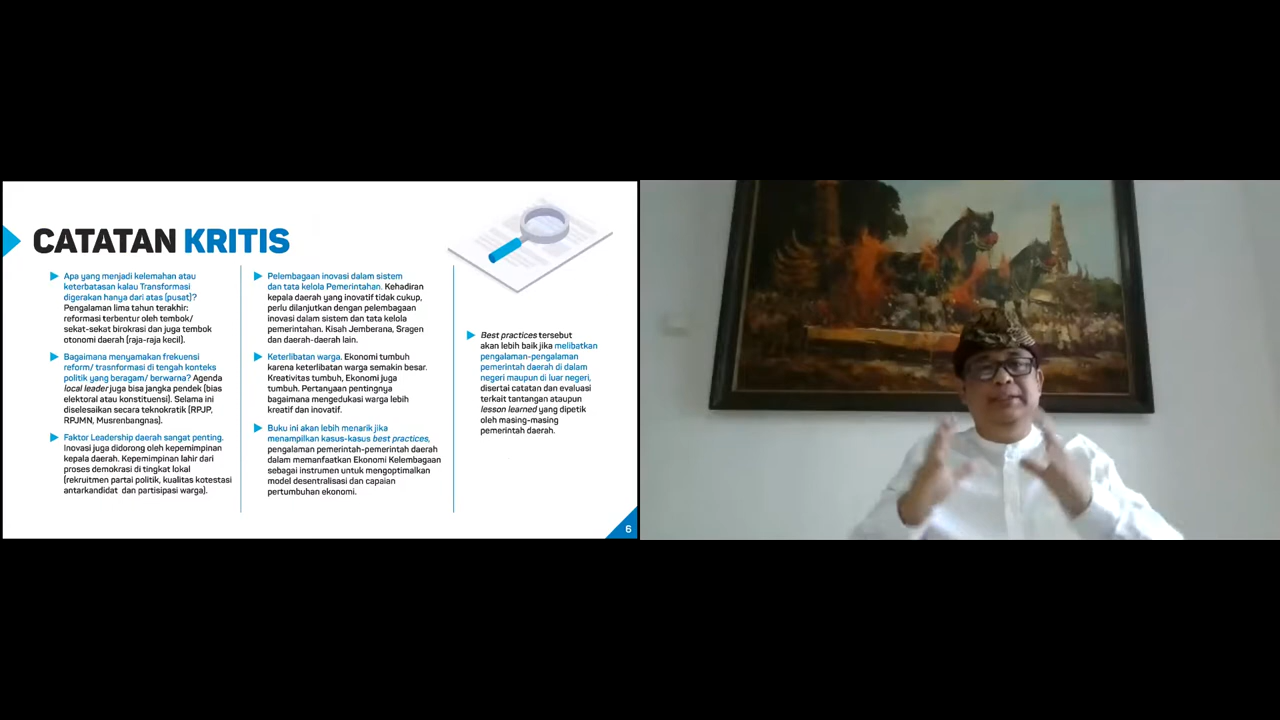 CATATAN KRITIS
Apa yang menjadi kelemahan atau
keterbatasan kalau Transformasi
digerakan hanya dari atas (pusat)?
Pengalaman lima tahun terakhir:
reformasi terbentur oleh tembok/
sekat-sekat birokrasi dan juga tembok
otonomi daerah (raja-raja kecil).
Bagaimana menyamakan frekuensi
reform/ trasnformasi di tengah konteks
politik yang beragam/ berwarna? Agenda
local leader juga bisa jangka pendek (bias
elektoral atau konstituensi). Selama ini
diselesaikan secara teknokratik (RPJP,
RPJMN, Musrenbangnas).
Faktor Leadership daerah sangat penting.
Inovasi juga didorong oleh kepemimpinan
kepala daerah. Kepemimpinan lahir dari
proses demokrasi di tingkat lokal
(rekruitmen partai politik, kualitas kotestasi
antarkandidat dan partisipasi warga).
Pelembagaan inovasi dalam sistem
dan tata kelola Pemerintahan. Kehadiran
kepala daerah yang inovatif tidak cukup,
perlu dilanjutkan dengan pelembagaan
inovasi dalam sistem dan tata kelola
pemerintahan. Kisah Jemberana, Sragen
dan daerah-daerah lain.
Keterlibatan warga. Ekonomi tumbuh
karena keterlibatan warga semakin besar.
Kreativitas tumbuh, Ekonomi juga
tumbuh. Pertanyaan pentingnya
bagaimana mengedukasi warga lebih
kreatif dan inovatif.
Buku ini akan lebih menarik jika
menampilkan kasus-kasus best practices,
pengalaman pemerintah-pemerintah daerah
dalam memanfaatkan Ekonomi Kelembagaan
sebagai instrumen untuk mengoptimalkan
model desentralisasi dan capaian
pertumbuhan ekonomi.
Best practices tersebut
akan lebih baik jika melibatkan
pengalaman-pengalaman
pemerintah daerah di dalam
negeri maupun di luar negeri,
disertai catatan dan evaluasi
terkait tantangan ataupun
lesson learned yang dipetik
oleh masing-masing
pemerintah daerah.
6